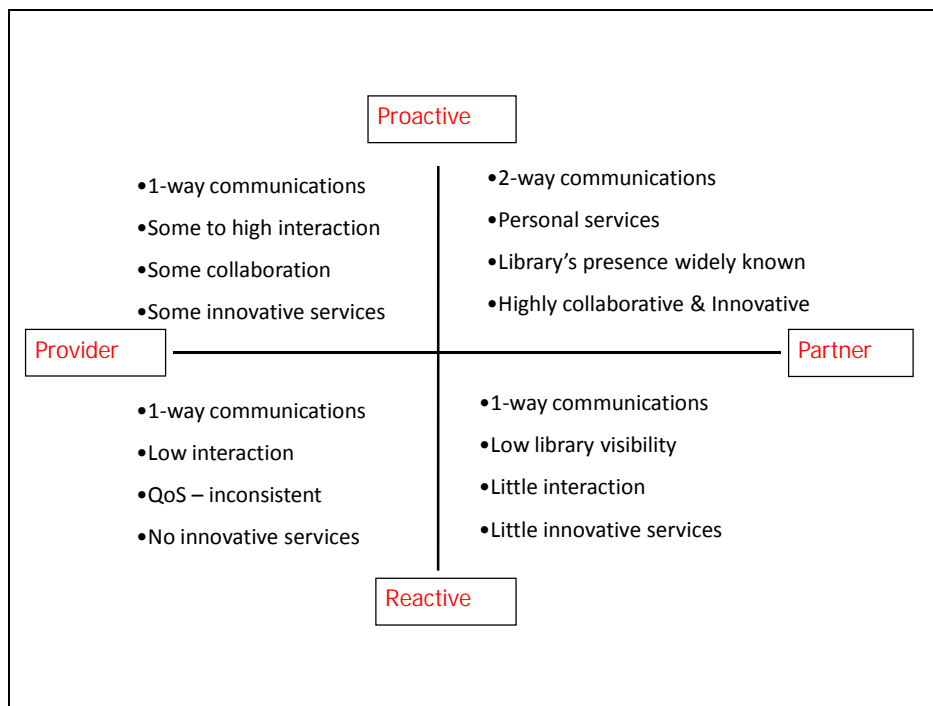 Proactive
•1-way communications
•Some to high interaction
•Some collaboration
•Some innovative services
•2-way communications
•Personal services
•Library’s presence widely known
•Highly collaborative & Innovative
Provider
Partner
•1-way communications
•Low interaction
•QoS – inconsistent
•No innovative services
•1-way communications
•Low library visibility
•Little interaction
•Little innovative services
Reactive